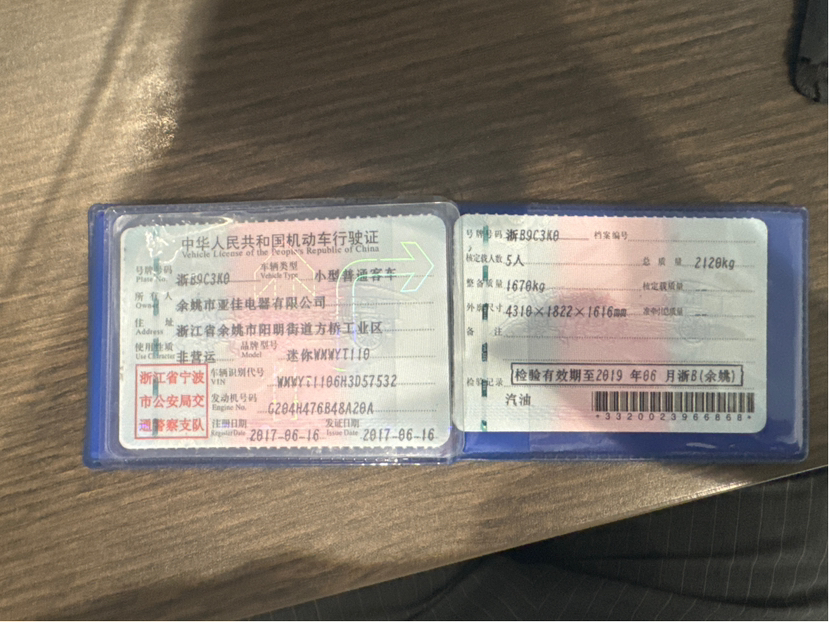 中华人民共和国机动车行驶证
Vehicle License of the People's Republic of China
号牌号码 浙B9C3K0 车辆类型 小型普通客车
Plate No. Vehicle Type
所有人 余姚市亚佳电器有限公司
Owner
住址 浙江省余姚市阳明街道方桥工业区
Address
使用性质 非营运 品牌型号 迷你WMWYT110
Use Character Model
浙江省宁波
市公安局交
通警察支队
车辆识别代号 WMWYT1106H3D57532
VIN
发动机号码 G204H476B48A20A
Engine No.
注册日期 2017-06-16 发证日期 2017-06-16
Register Date Issue Date
号牌号码 浙B9C3K0 档案编号
核定载人数 5人 总质量 2120kg
整备质量 1670kg 核定载质量 --
外廓尺寸 4310×1822×1616mm 准牵引总质量 --
备注
检验记录 检验有效期至2019年06月浙B(余姚)
汽油
*3320023966868*